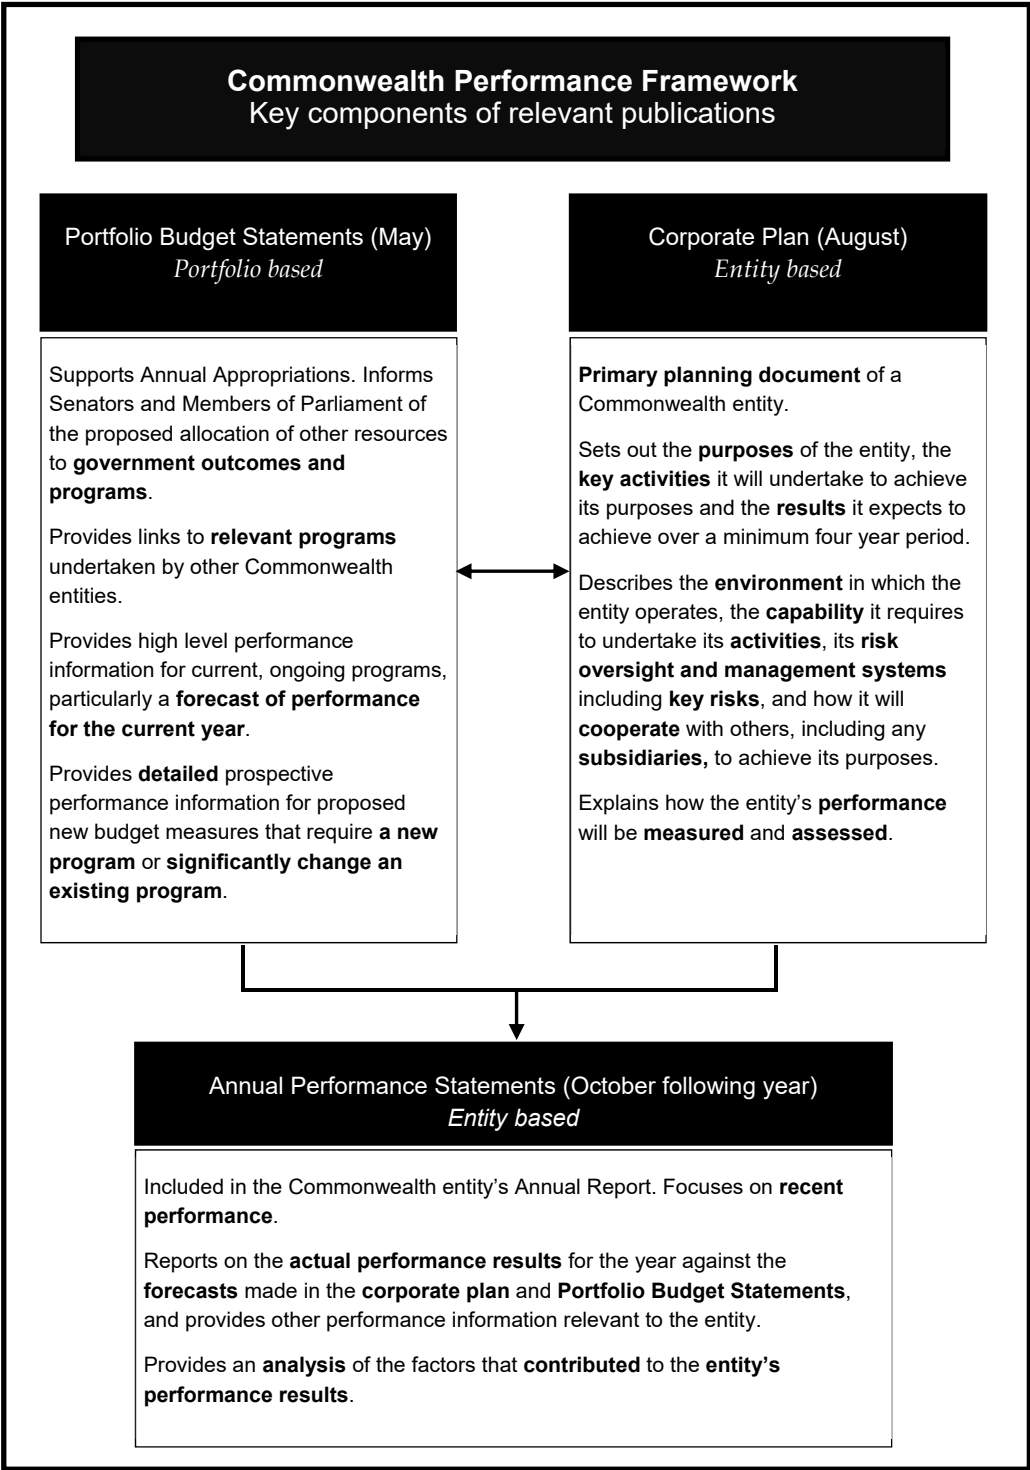 Commonwealth Performance Framework
Key components of relevant publications
Portfolio Budget Statements (May)
Portfolio based
Supports Annual Appropriations. Informs
Senators and Members of Parliament of
the proposed allocation of other resources
to government outcomes and
programs.
Provides links to relevant programs
undertaken by other Commonwealth
entities.
Provides high level performance
information for current, ongoing programs,
particularly a forecast of performance
for the current year.
Provides detailed prospective
performance information for proposed
new budget measures that require a new
program or significantly change an
existing program.
Corporate Plan (August)
Entity based
Primary planning document of a
Commonwealth entity.
Sets out the purposes of the entity, the
key activities it will undertake to achieve
its purposes and the results it expects to
achieve over a minimum four year period.
Describes the environment in which the
entity operates, the capability it requires
to undertake its activities, its risk
oversight and management systems
including key risks, and how it will
cooperate with others, including any
subsidiaries, to achieve its purposes.
Explains how the entity’s performance
will be measured and assessed.
Annual Performance Statements (October following year)
Entity based
Included in the Commonwealth entity’s Annual Report. Focuses on recent
performance.
Reports on the actual performance results for the year against the
forecasts made in the corporate plan and Portfolio Budget Statements,
and provides other performance information relevant to the entity.
Provides an analysis of the factors that contributed to the entity’s
performance results.